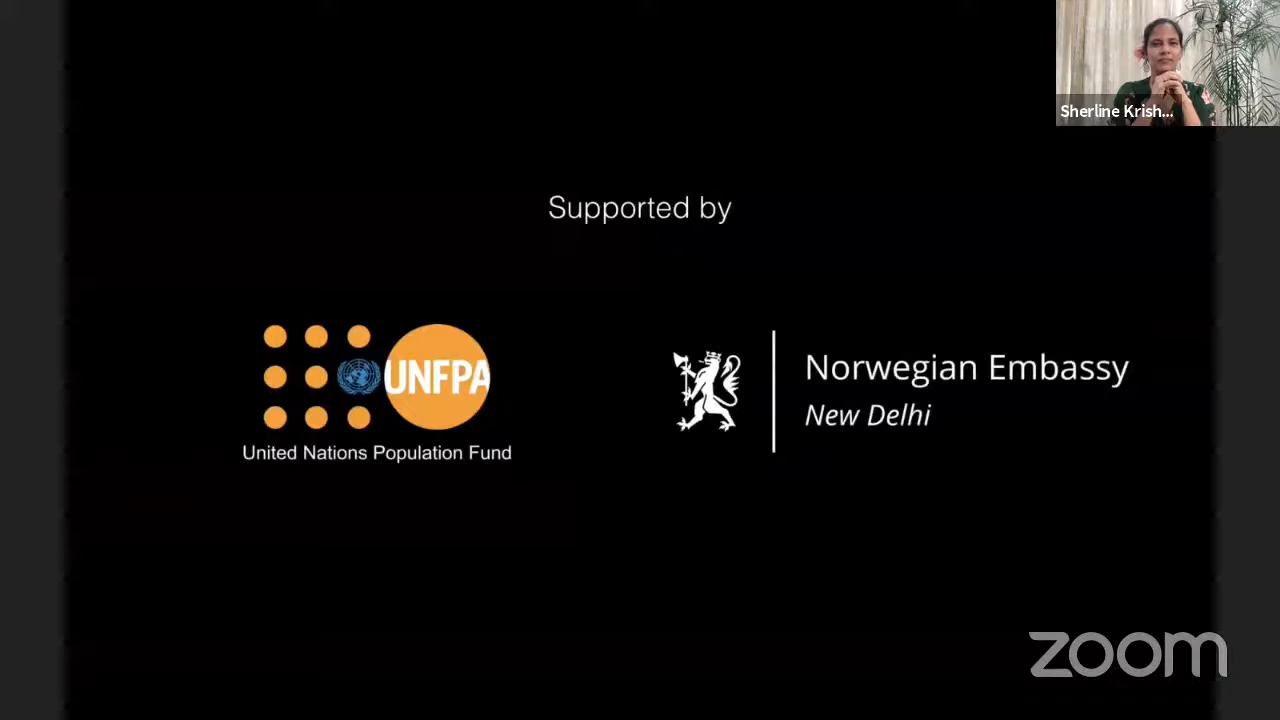 Sherline Krish...
Supported by
UNFPA
United Nations Population Fund
Norwegian Embassy
New Delhi
zoom